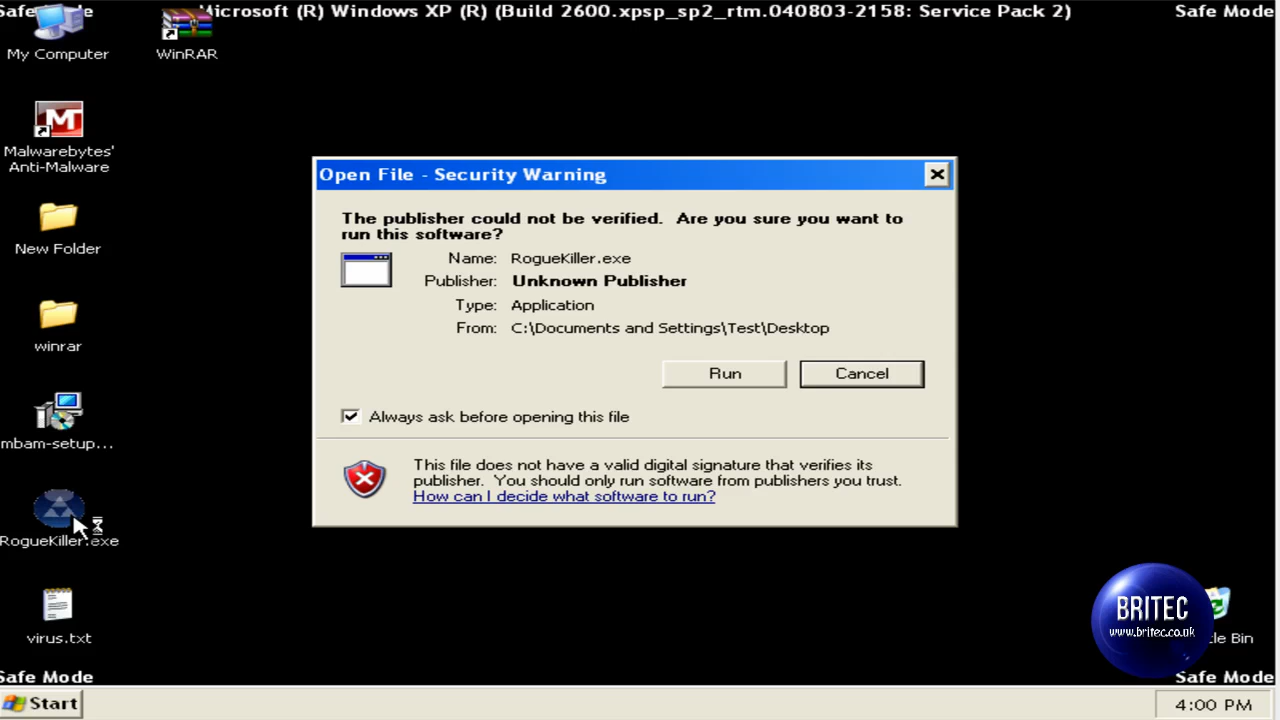 Safe Mo
Microsoft (R) Windows XP (R) (Build 2600.xpsp_sp2_rtm.040803-2158: Service Pack 2)
Safe Mode
My Computer
WinRAR
Malwarebytes'
Anti-Malware
New Folder
winrar
mbam-setup...
RogueKiller.exe
virus.txt
Open File - Security Warning
The publisher could not be verified.  Are you sure you want to
run this software?
Name: RogueKiller.exe
Publisher: Unknown Publisher
Type: Application
From: C:\Documents and Settings\Test\Desktop
Run
Cancel
Always ask before opening this file
This file does not have a valid digital signature that verifies its
publisher.  You should only run software from publishers you trust.
How can I decide what software to run?
BRITEC
www.britec.co.uk
cle Bin
Safe Mode
Safe Mode
Start
4:00 PM